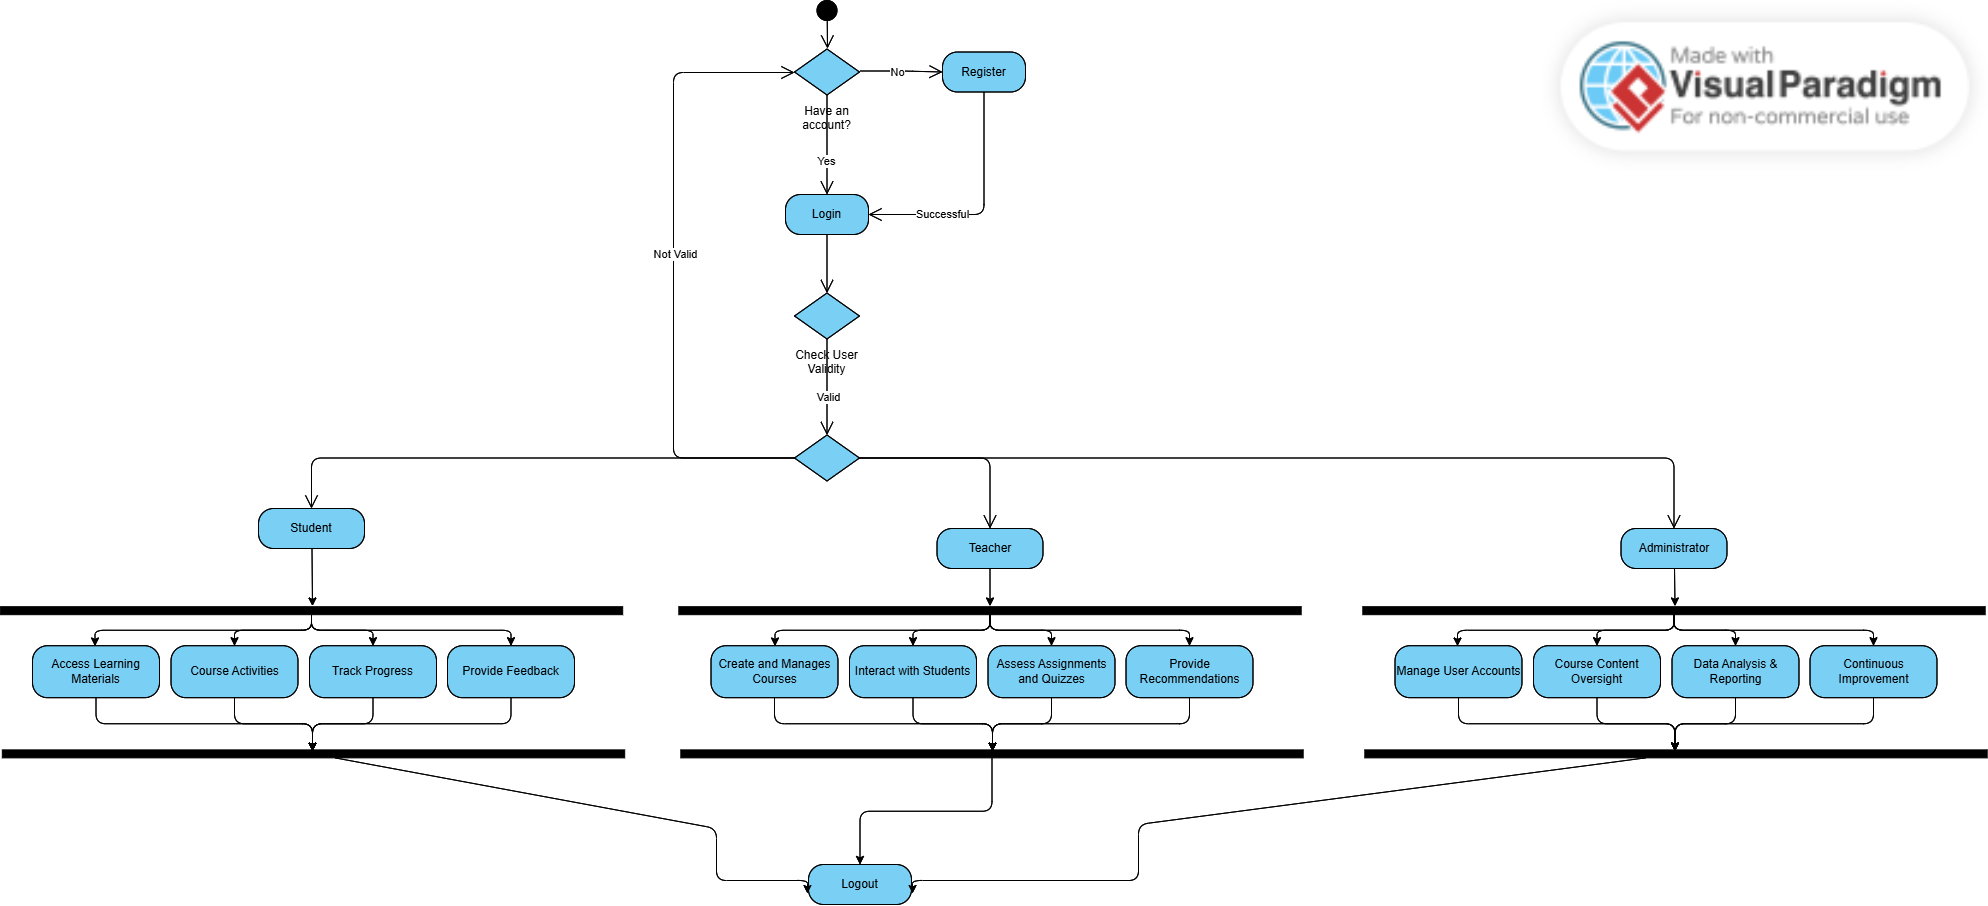 Made with
Visual Paradigm
For non-commercial use
No
Register
Have an
account?
Yes
Login
Successful
Not Valid
Check User
Validity
Valid
Student
Teacher
Administrator
Access Learning
Materials
Course Activities
Track Progress
Provide Feedback
Create and Manages
Courses
Interact with Students
Assess Assignments
and Quizzes
Provide
Recommendations
Manage User Accounts
Course Content
Oversight
Data Analysis &
Reporting
Continuous
Improvement
Logout